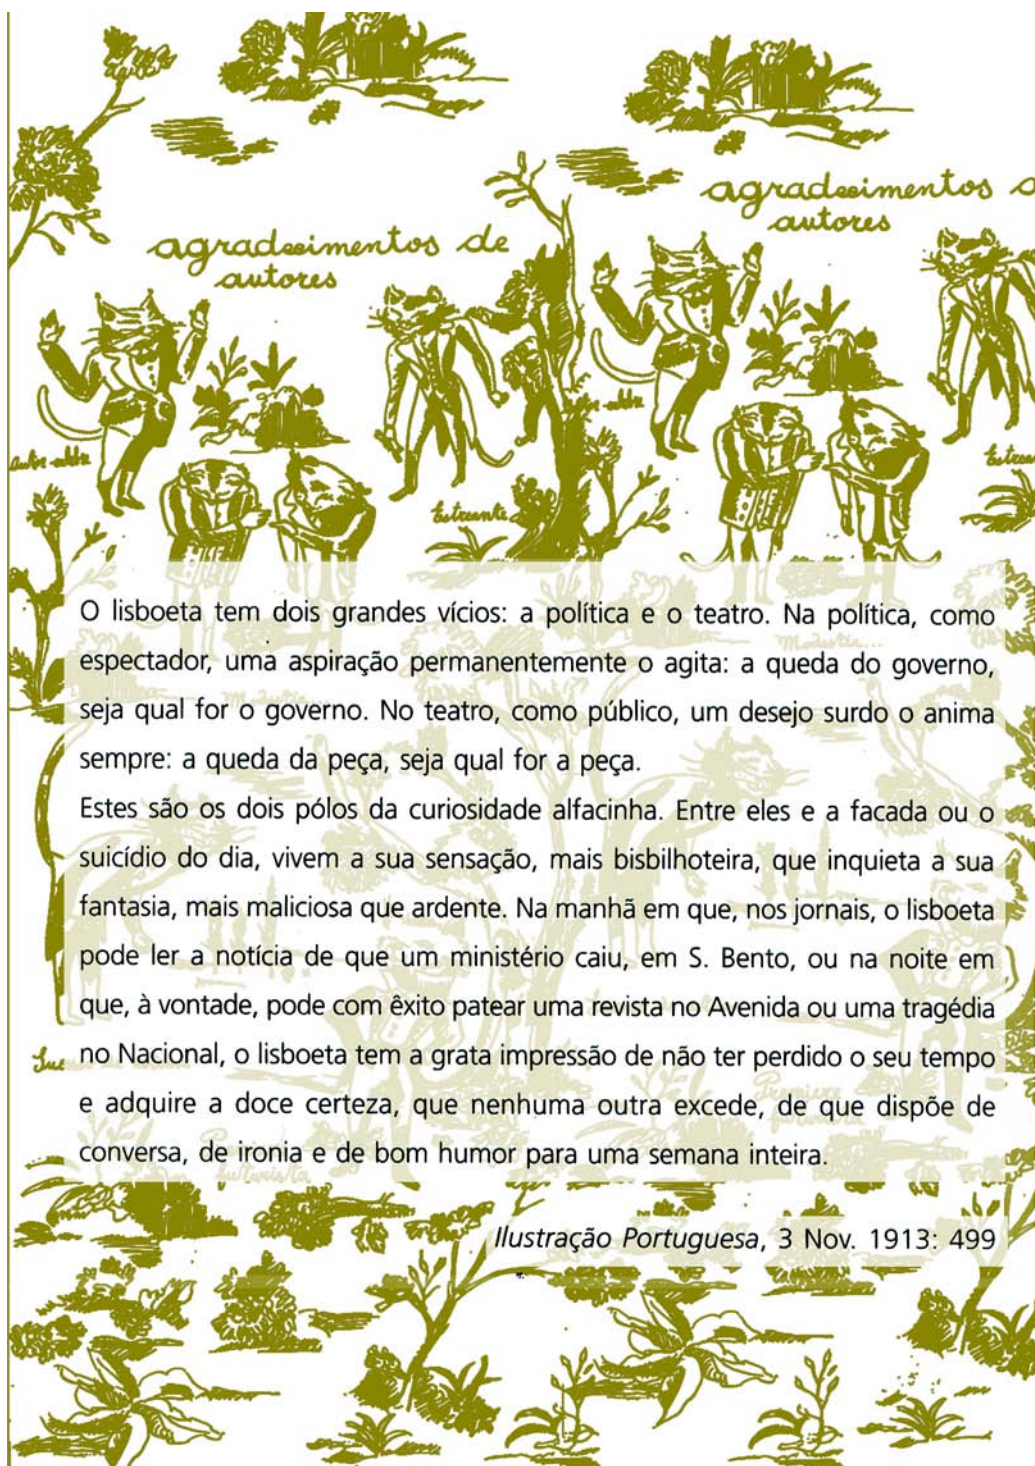 agradecimentos de
autores
agradecimentos
autores
Estreante
O lisboeta tem dois grandes vícios: a política e o teatro. Na política, como
espectador, uma aspiração permanentemente o agita: a queda do governo,
seja qual for o governo. No teatro, como público, um desejo surdo o anima
sempre: a queda da peça, seja qual for a peça.
Estes são os dois pólos da curiosidade alfacinha. Entre eles e a facada ou o
suicídio do dia, vivem a sua sensação, mais bisbilhoteira, que inquieta a sua
fantasia, mais maliciosa que ardente. Na manhã em que, nos jornais, o lisboeta
pode ler a notícia de que um ministério caiu, em S. Bento, ou na noite em
que, à vontade, pode com êxito patear uma revista no Avenida ou uma tragédia
no Nacional, o lisboeta tem a grata impressão de não ter perdido o seu tempo
e adquire a doce certeza, que nenhuma outra excede, de que dispõe de
conversa, de ironia e de bom humor para uma semana inteira.
Ilustração Portuguesa, 3 Nov. 1913: 499